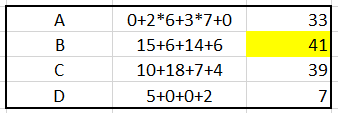 A 0+2*6+3*7+0 33
B 15+6+14+6 41
C 10+18+7+4 39
D 5+0+0+2 7